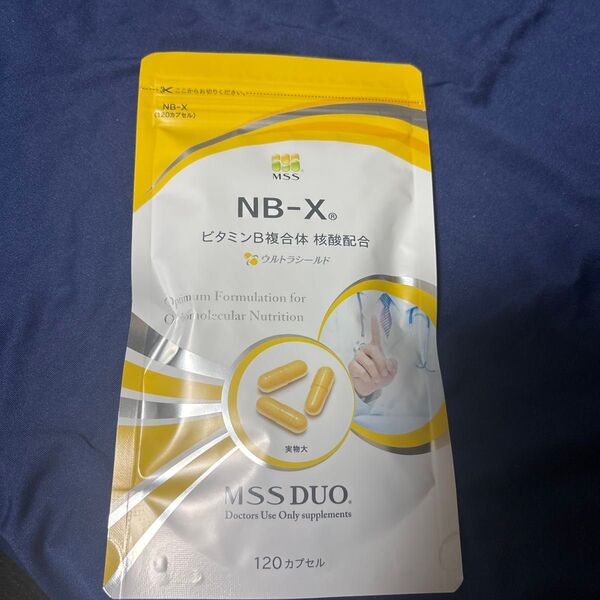 ここからお切りください。
NB-X
(120カプセル)
MSS®
NB-X®
ビタミンB複合体 核酸配合
ウルトラシールド
Optimum Formulation for
Orthomolecular Nutrition
実物大
MSS DUO®
Doctors Use Only supplements
120カプセル